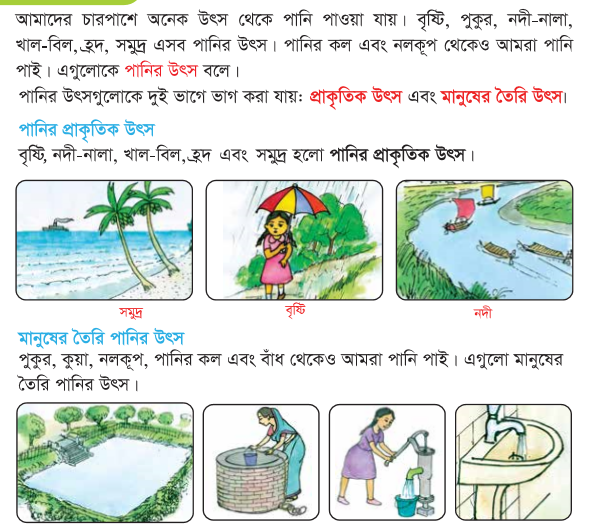 আমাদের চারপাশে অনেক উৎস থেকে পানি পাওয়া যায়। বৃষ্টি, পুকুর, নদী-নালা,
খাল-বিল,হ্রদ, সমুদ্র এসব পানির উৎস। পানির কল এবং নলকূপ থেকেও আমরা পানি
পাই। এগুলোকে পানির উৎস বলে।
পানির উৎসগুলোকে দুই ভাগে ভাগ করা যায়: প্রাকৃতিক উৎস এবং মানুষের তৈরি উৎস।
পানির প্রাকৃতিক উৎস
বৃষ্টি, নদী-নালা, খাল-বিল,হ্রদ এবং সমুদ্র হলো পানির প্রাকৃতিক উৎস।
সমুদ্র
বৃষ্টি
নদী
মানুষের তৈরি পানির উৎস
পুকুর, কুয়া, নলকূপ, পানির কল এবং বাঁধ থেকেও আমরা পানি পাই। এগুলো মানুষের
তৈরি পানির উৎস।